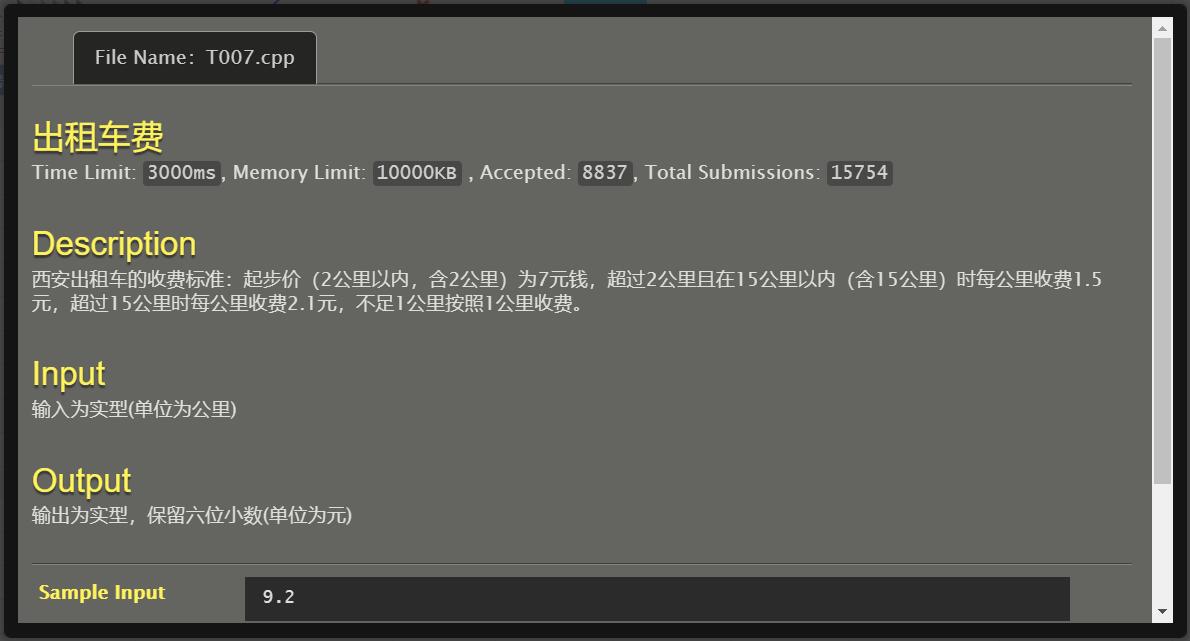 File Name: T007.cpp
出租车费
Time Limit: 3000ms, Memory Limit: 10000KB , Accepted: 8837, Total Submissions: 15754
Description
西安出租车的收费标准：起步价（2公里以内，含2公里）为7元钱，超过2公里且在15公里以内（含15公里）时每公里收费1.5
元，超过15公里时每公里收费2.1元，不足1公里按照1公里收费。
Input
输入为实型(单位为公里)
Output
输出为实型，保留六位小数(单位为元)
Sample Input 9.2